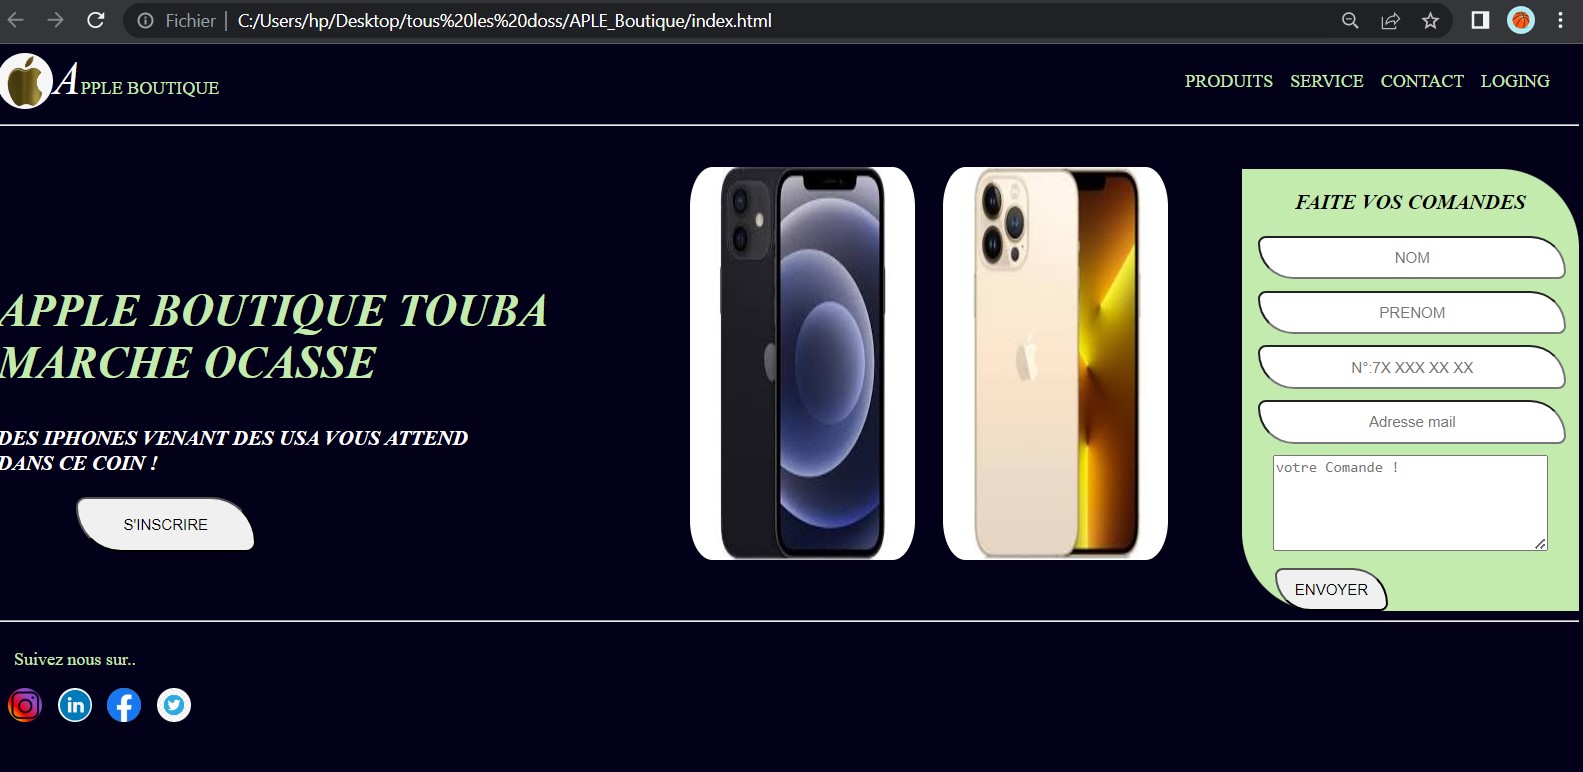 Fichier | C:/Users/hp/Desktop/tous%20les%20doss/APLE_Boutique/index.html
APPLE BOUTIQUE
PRODUITS SERVICE CONTACT LOGING
APPLE BOUTIQUE TOUBA
MARCHE OCASSE
DES IPHONES VENANT DES USA VOUS ATTEND
DANS CE COIN !
S'INSCRIRE
FAITE VOS COMANDES
NOM
PRENOM
N°:7X XXX XX XX
Adresse mail
votre Comande !
ENVOYER
Suivez nous sur..
in